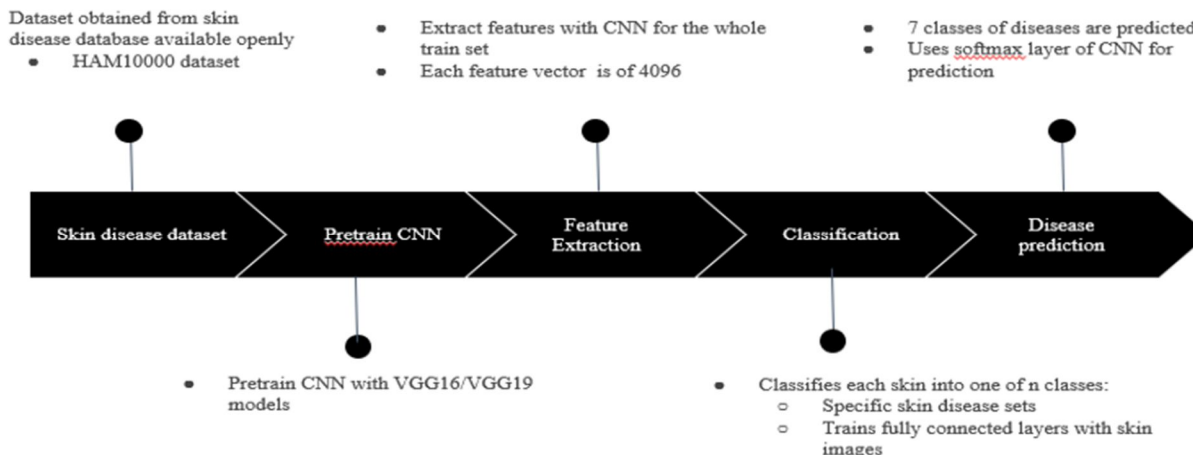 Dataset obtained from skin
disease database available openly
• HAM10000 dataset
• Extract features with CNN for the whole
train set
• Each feature vector is of 4096
• 7 classes of diseases are predicted
• Uses softmax layer of CNN for
prediction
Skin disease dataset
Pretrain CNN
Feature
Extraction
Classification
Disease
prediction
• Pretrain CNN with VGG16/VGG19
models
• Classifies each skin into one of n classes:
○ Specific skin disease sets
○ Trains fully connected layers with skin
images